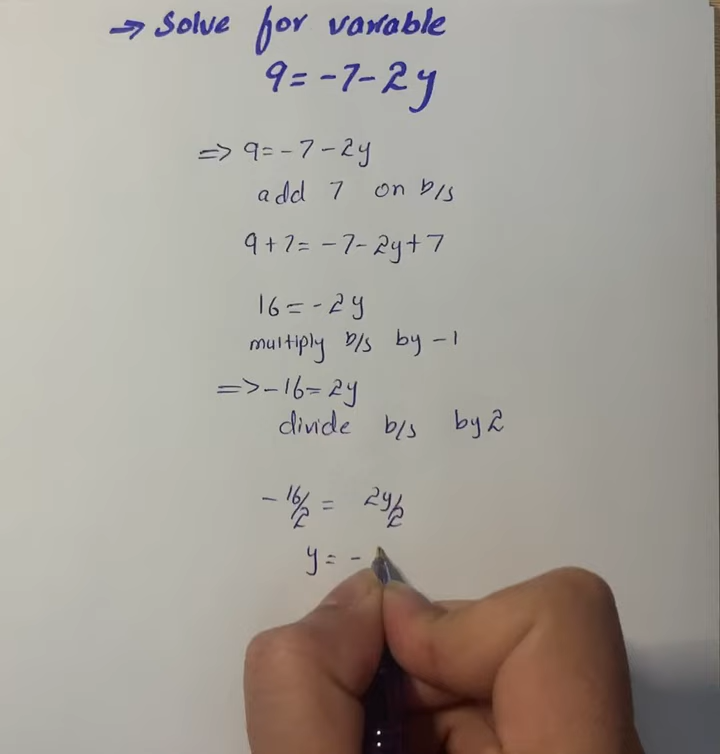 → Solve for variable
9 = -7 - 2y
=> 9 = -7 - 2y
add 7 on b/s
9 + 7 = -7 - 2y + 7
16 = -2y
multiply b/s by -1
=> -16 = 2y
divide b/s by 2
-16/2 = 2y/2
y = -